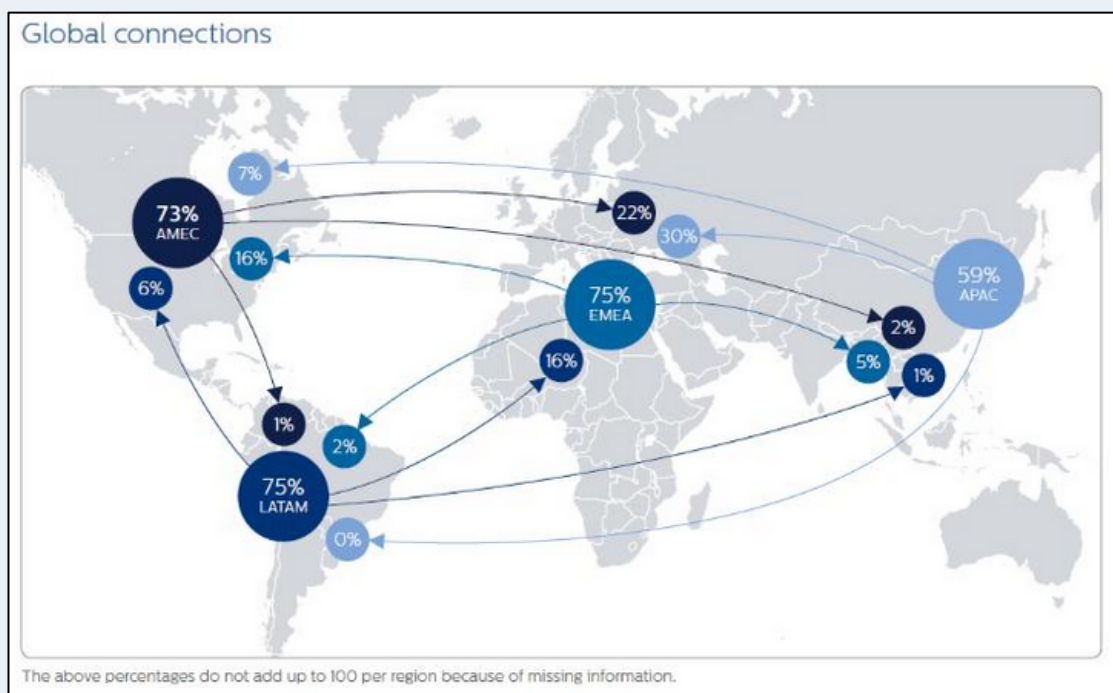 Global connections
7%
73%
AMEC
22%
30%
16%
59%
APAC
6%
75%
EMEA
2%
16%
5%
1%
1%
2%
75%
LATAM
0%
The above percentages do not add up to 100 per region because of missing information.